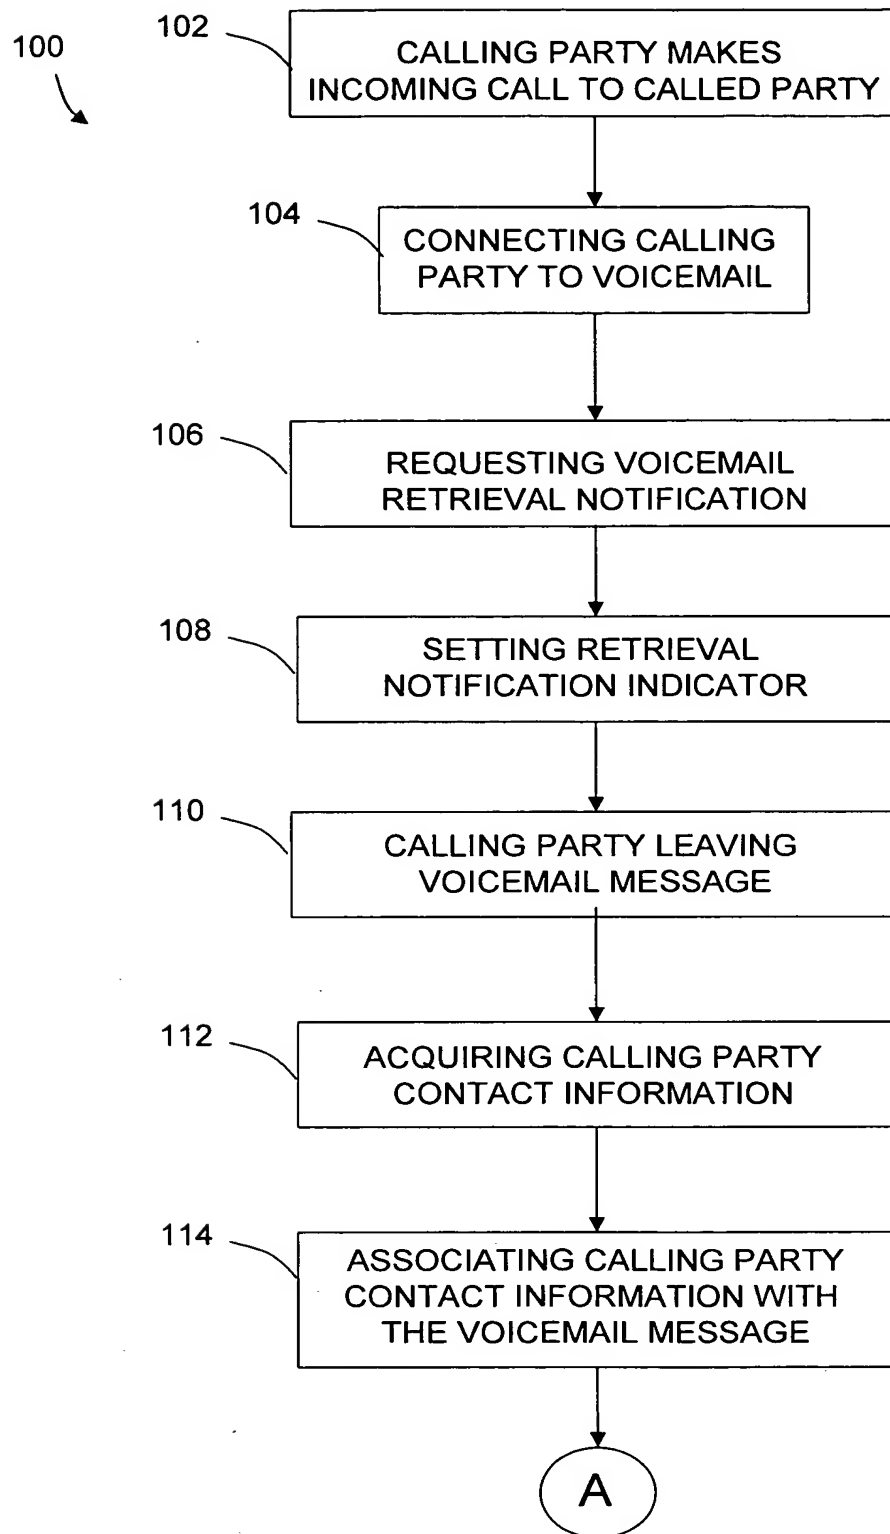 100
102
CALLING PARTY MAKES
INCOMING CALL TO CALLED PARTY
104
CONNECTING CALLING
PARTY TO VOICEMAIL
106
REQUESTING VOICEMAIL
RETRIEVAL NOTIFICATION
108
SETTING RETRIEVAL
NOTIFICATION INDICATOR
110
CALLING PARTY LEAVING
VOICEMAIL MESSAGE
112
ACQUIRING CALLING PARTY
CONTACT INFORMATION
114
ASSOCIATING CALLING PARTY
CONTACT INFORMATION WITH
THE VOICEMAIL MESSAGE
A